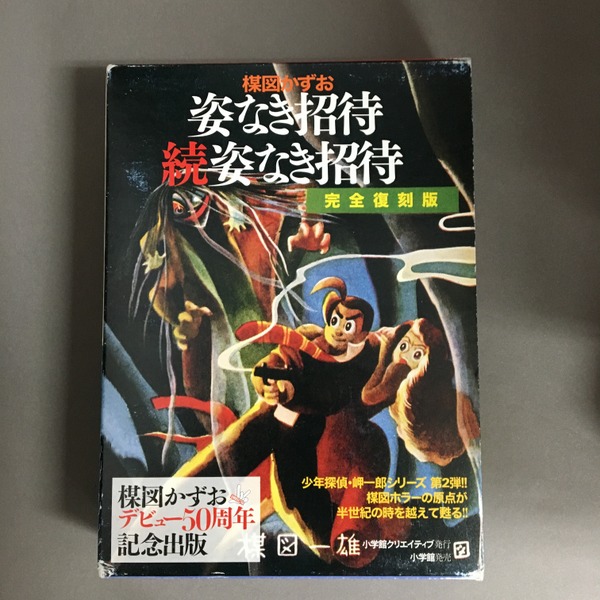 楳図かずお
姿なき招待
続姿なき招待
完全復刻版
少年探偵・岬一郎シリーズ 第2弾!!
楳図ホラーの原点が
半世紀の時を越えて甦る!!
楳図かずお
デビュー50周年
記念出版
楳図一雄
小学館クリエイティブ発行
小学館発売